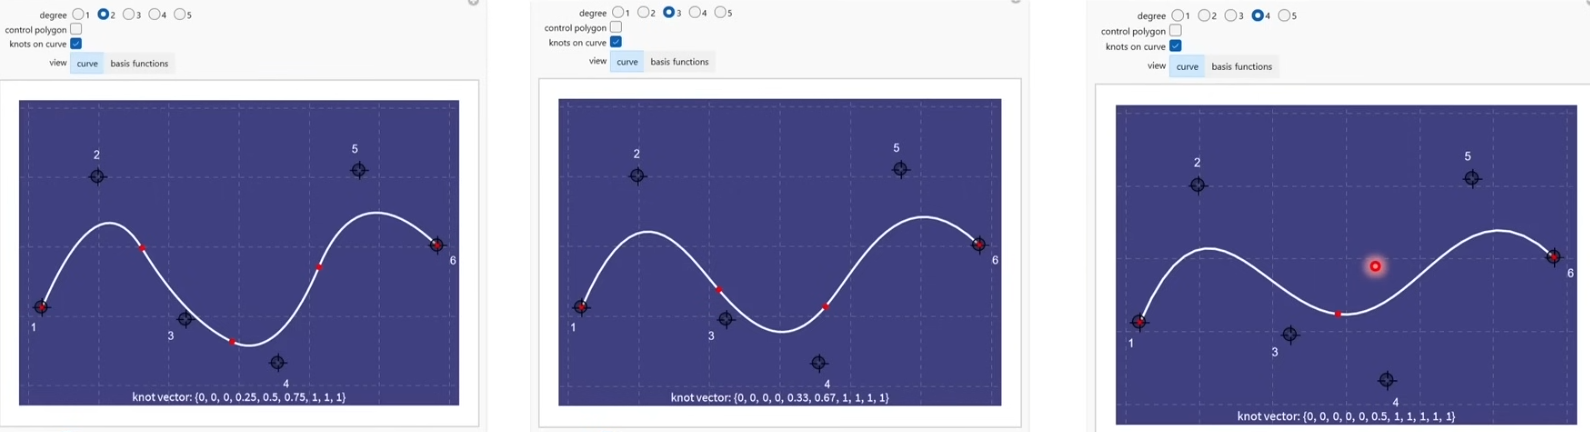 degree 1 2 3 4 5
control polygon
knots on curve
view curve basis functions
2
5
1
3
4
6
knot vector: {0, 0, 0, 0.25, 0.5, 0.75, 1, 1, 1}
degree 1 2 3 4 5
control polygon
knots on curve
view curve basis functions
2
5
1
3
4
6
knot vector: {0, 0, 0, 0, 0.33, 0.67, 1, 1, 1, 1}
degree 1 2 3 4 5
control polygon
knots on curve
view curve basis functions
2
5
1
3
4
6
knot vector: {0, 0, 0, 0, 0, 0.5, 1, 1, 1, 1, 1}